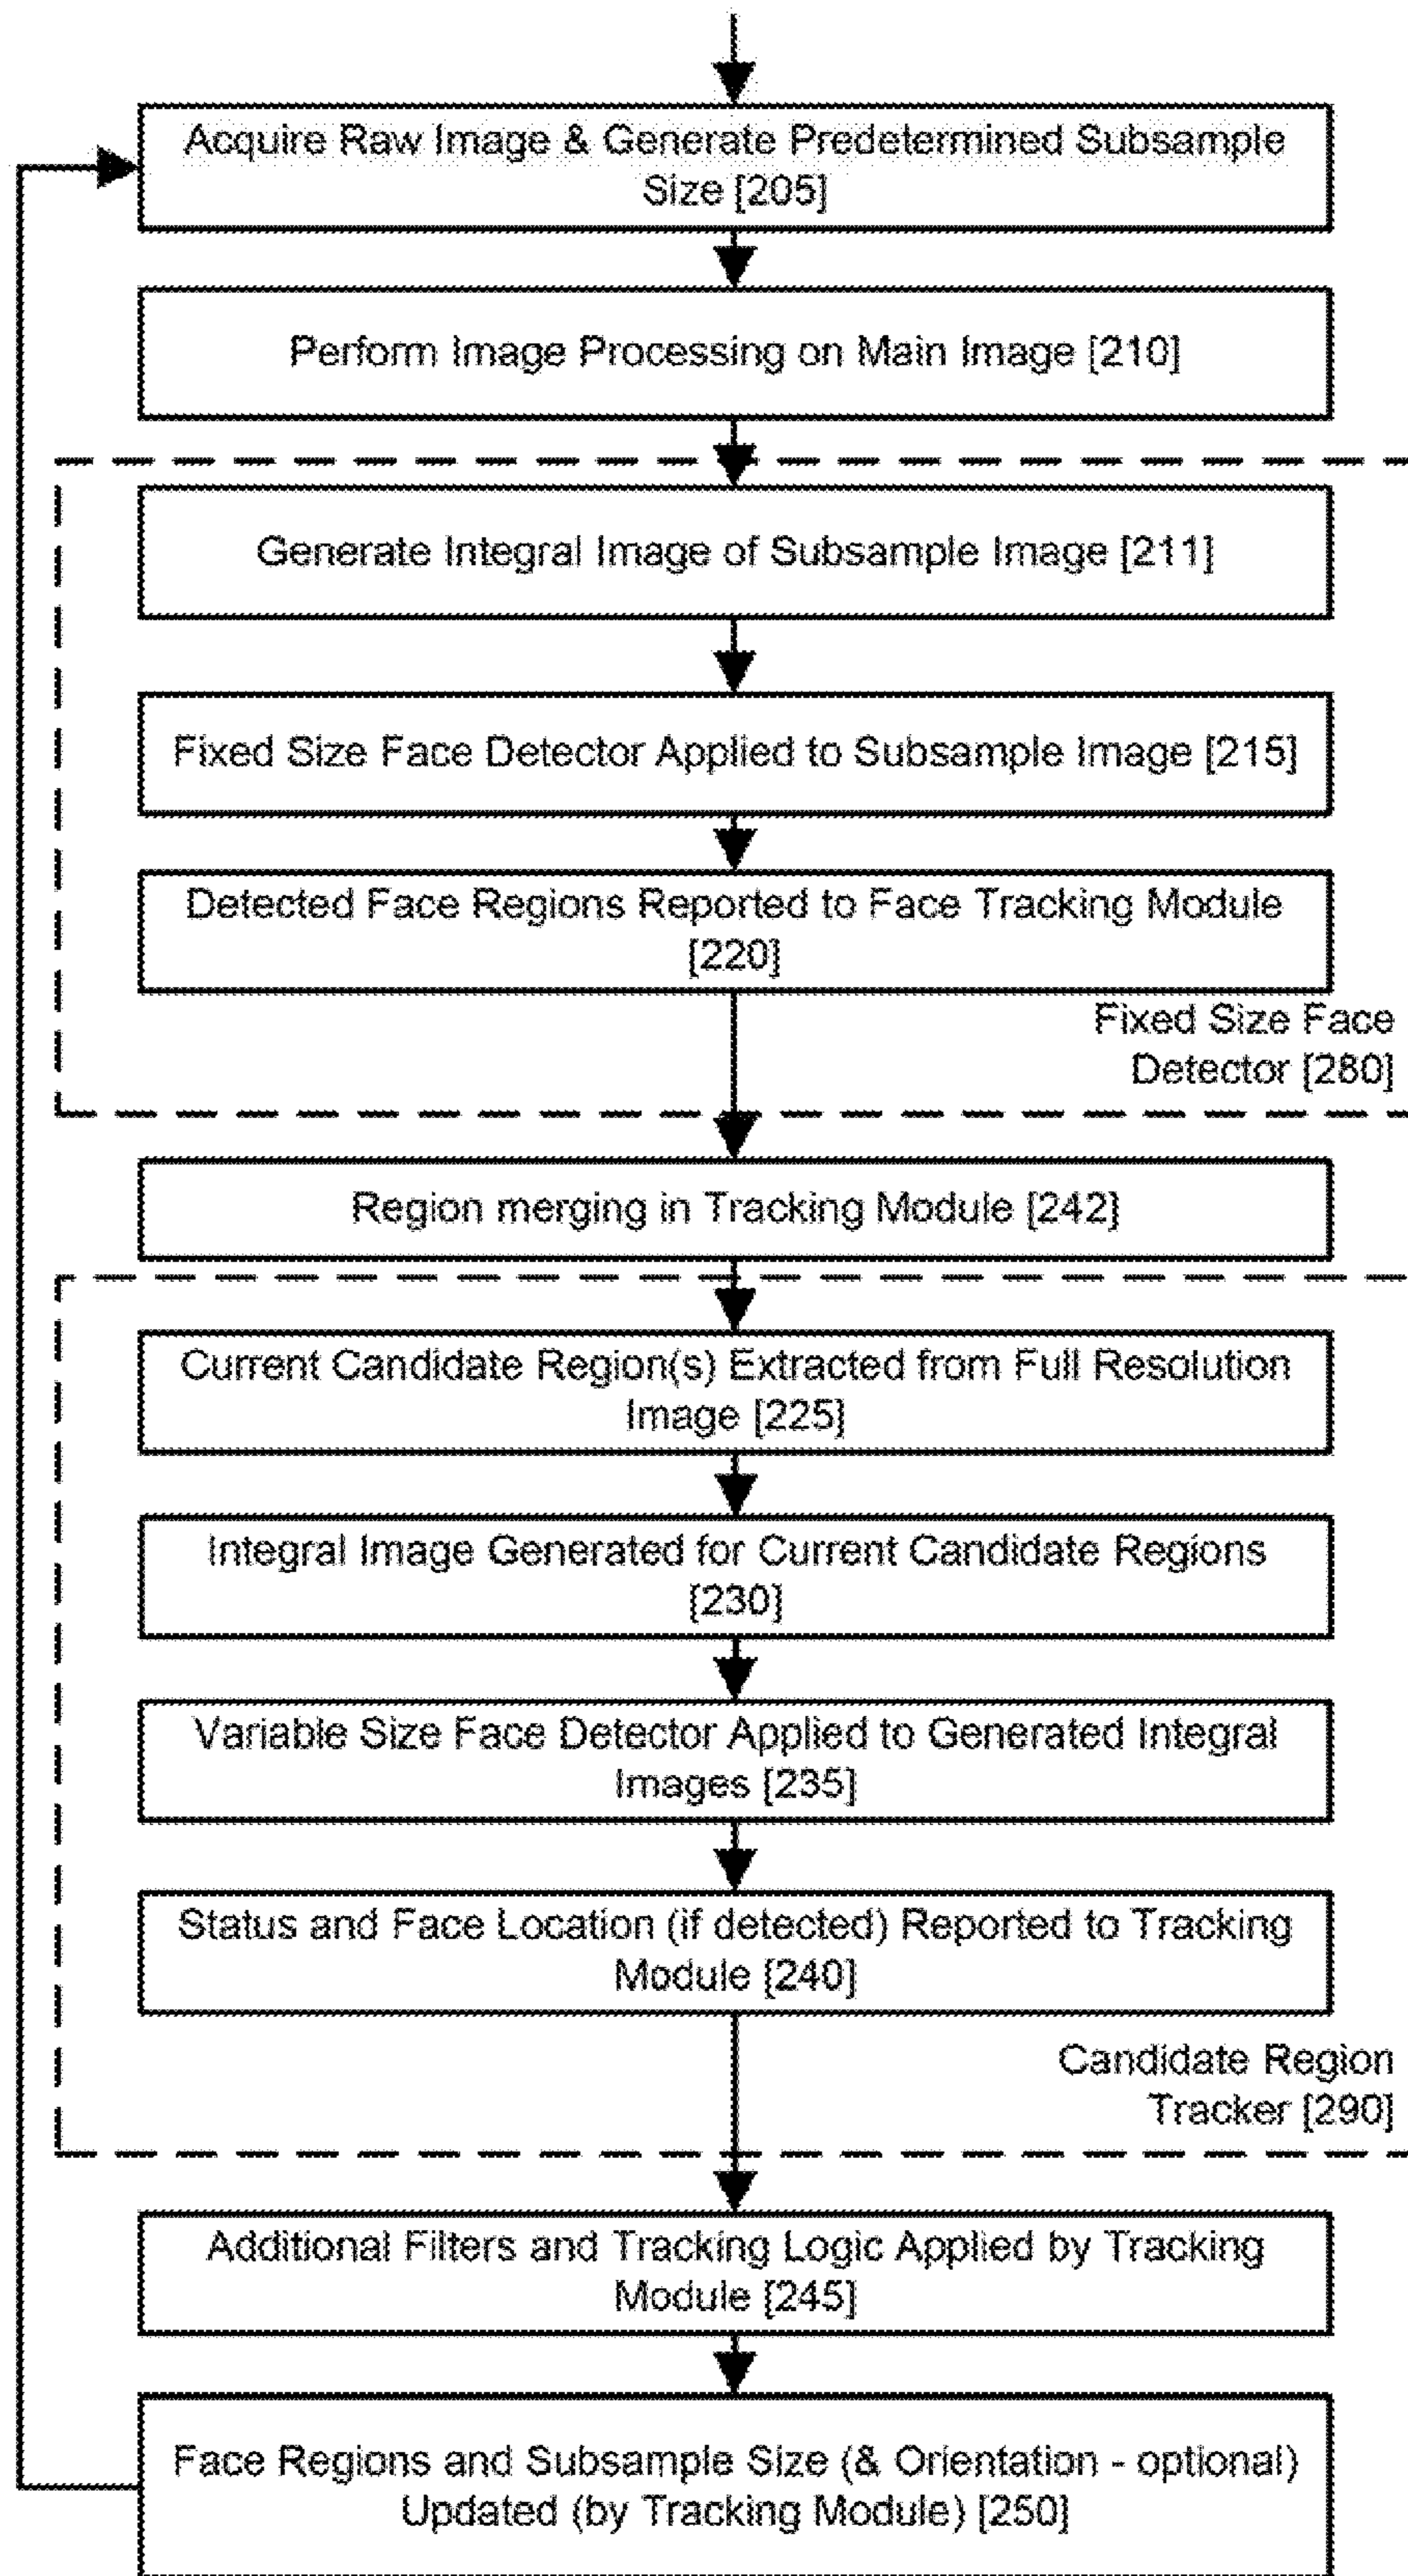 Acquire Raw Image & Generate Predetermined Subsample
Size [205]
Perform Image Processing on Main Image [210]
Generate Integral Image of Subsample Image [211]
Fixed Size Face Detector Applied to Subsample Image [215]
Detected Face Regions Reported to Face Tracking Module
[220]
Fixed Size Face
Detector [280]
Region merging in Tracking Module [242]
Current Candidate Region(s) Extracted from Full Resolution
Image [225]
Integral Image Generated for Current Candidate Regions
[230]
Variable Size Face Detector Applied to Generated Integral
Images [235]
Status and Face Location (if detected) Reported to Tracking
Module [240]
Candidate Region
Tracker [290]
Additional Filters and Tracking Logic Applied by Tracking
Module [245]
Face Regions and Subsample Size (& Orientation - optional)
Updated (by Tracking Module) [250]